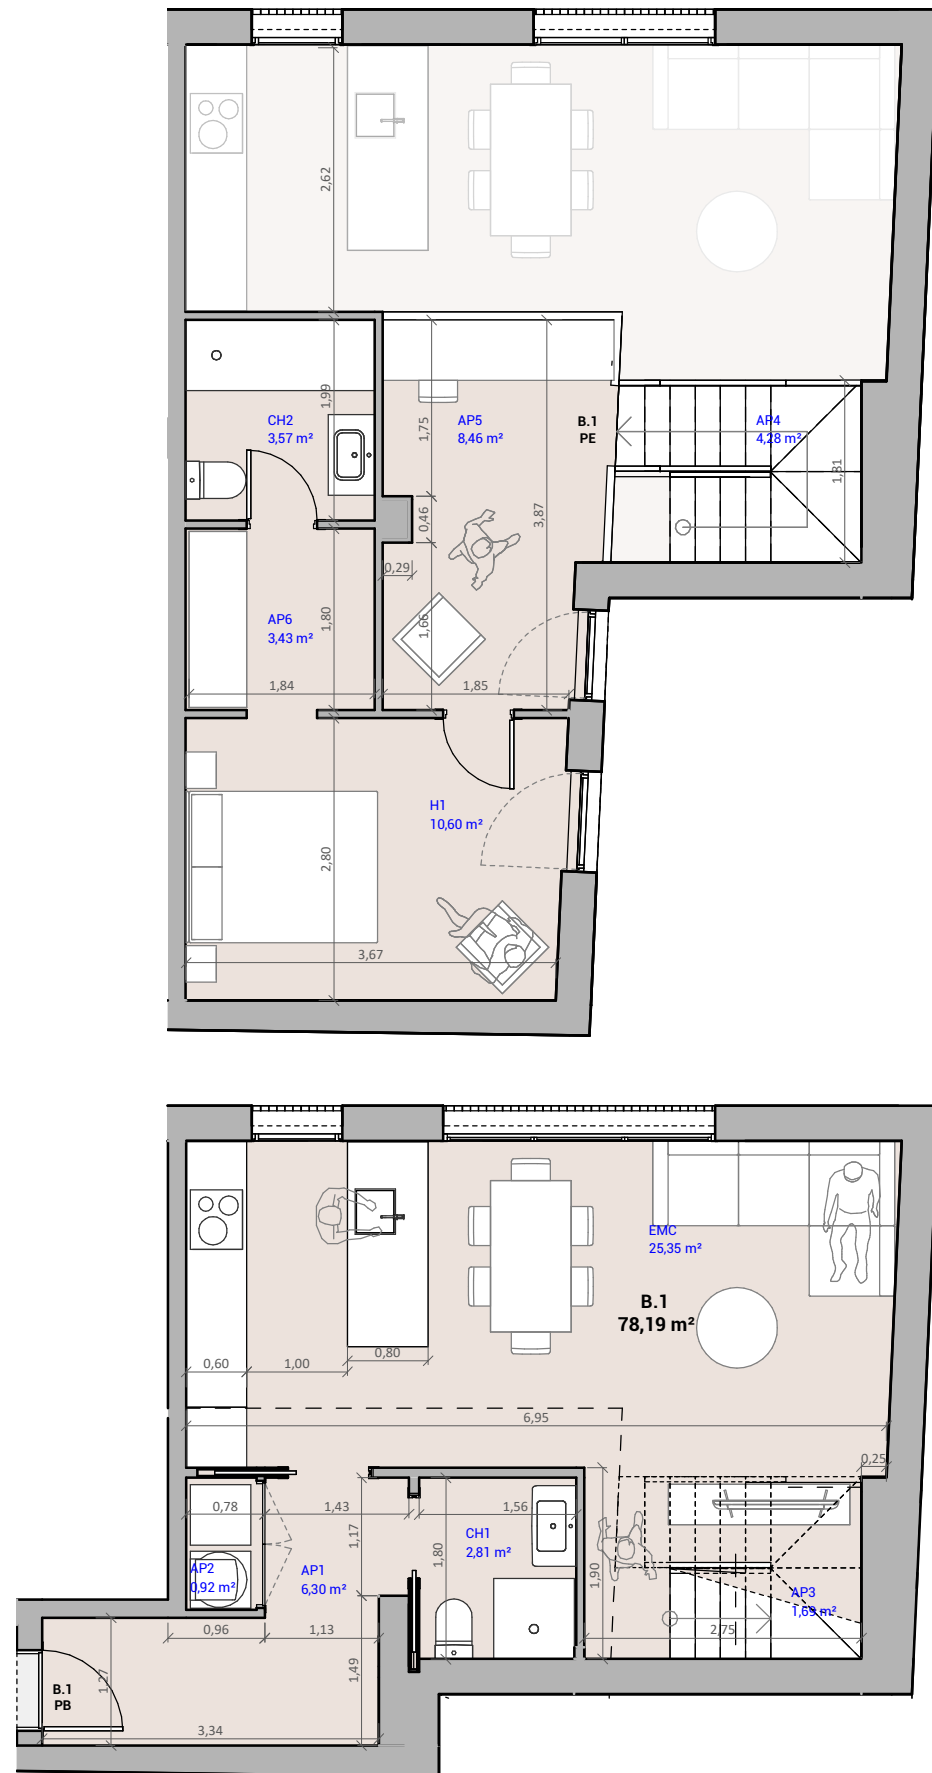 2,62
1,99
CH2
3,57 m²
1,75
AP5
8,46 m²
B.1
PE
AP4
4,28 m²
1,81
0,46
3,87
0,29
AP6
3,43 m²
1,80
1,66
1,84
1,85
H1
10,60 m²
2,80
3,67
EMC
25,35 m²
B.1
78,19 m²
0,60
1,00
0,80
6,95
0,25
0,78
1,43
1,17
1,56
CH1
2,81 m²
1,80
1,90
AP2
0,92 m²
AP1
6,30 m²
AP3
1,69 m²
2,75
0,96
1,13
1,49
1,27
B.1
PB
3,34